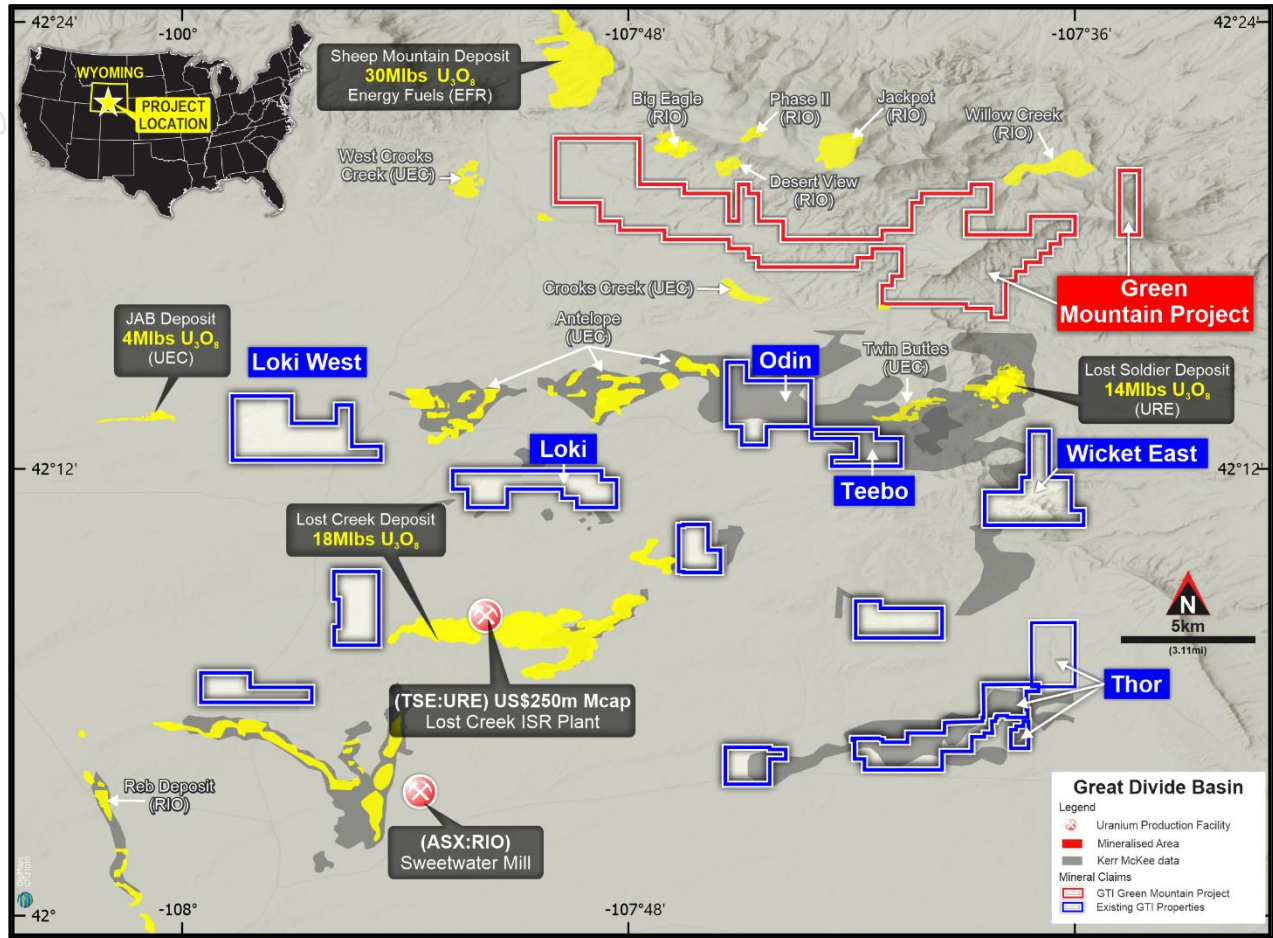 42°24'
-100°
-107°48'
-107°36'
42°24'
WYOMING
PROJECT
LOCATION
Sheep Mountain Deposit
30Mlbs U₃O₈
Energy Fuels (EFR)
Big Eagle
(RIO)
Phase II
(RIO)
Jackpot
(RIO)
Willow Creek
(RIO)
West Crooks
Creek (UEC)
Desert View
(RIO)
Crooks Creek (UEC)
Green
Mountain Project
JAB Deposit
4Mlbs U₃O₈
(UEC)
Loki West
Antelope
(UEC)
Odin
Twin Buttes
(UEC)
Lost Soldier Deposit
14Mlbs U₃O₈
(URE)
42°12'
42°12'
Loki
Teebo
Wicket East
Lost Creek Deposit
18Mlbs U₃O₈
N
5km
(3.11mi)
(TSE:URE) US$250m Mcap
Lost Creek ISR Plant
Thor
Reb Deposit
(RIO)
(ASX:RIO)
Sweetwater Mill
Great Divide Basin
Legend
Uranium Production Facility
Mineralised Area
Kerr McKee data
Mineral Claims
GTI Green Mountain Project
Existing GTI Properties
42°
-108°
-107°48'